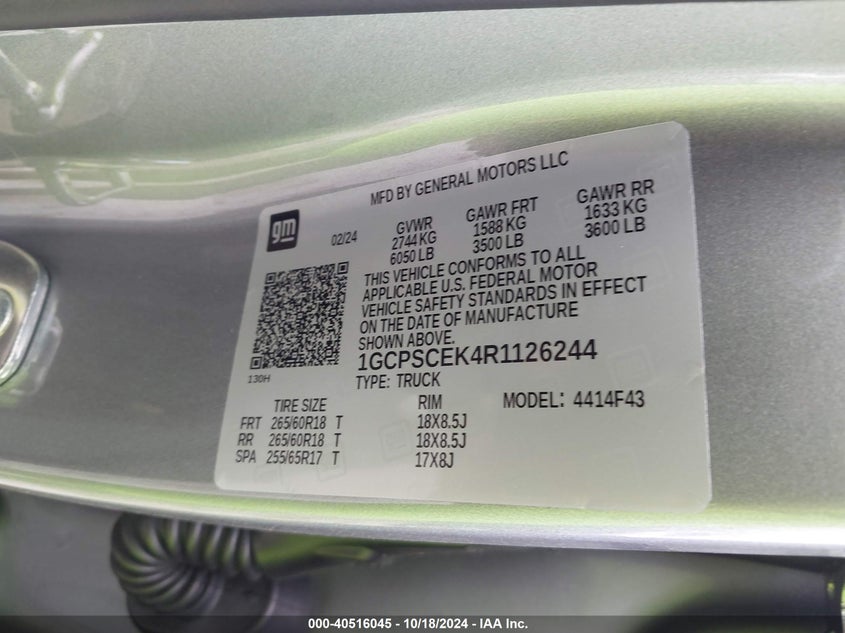 MFD BY GENERAL MOTORS LLC
gm
02/24
GVWR
2744 KG
6050 LB
GAWR FRT
1588 KG
3500 LB
GAWR RR
1633 KG
3600 LB
THIS VEHICLE CONFORMS TO ALL
APPLICABLE U.S. FEDERAL MOTOR
VEHICLE SAFETY STANDARDS IN EFFECT
ON THE DATE OF MANUFACTURE
SHOWN ABOVE.
1GCPSCEK4R1126244
130H
TYPE: TRUCK
TIRE SIZE RIM MODEL: 4414F43
FRT 265/60R18 T 18X8.5J
RR 265/60R18 T 18X8.5J
SPA 255/65R17 T 17X8J
000-40516045 - 10/18/2024 - IAA Inc.